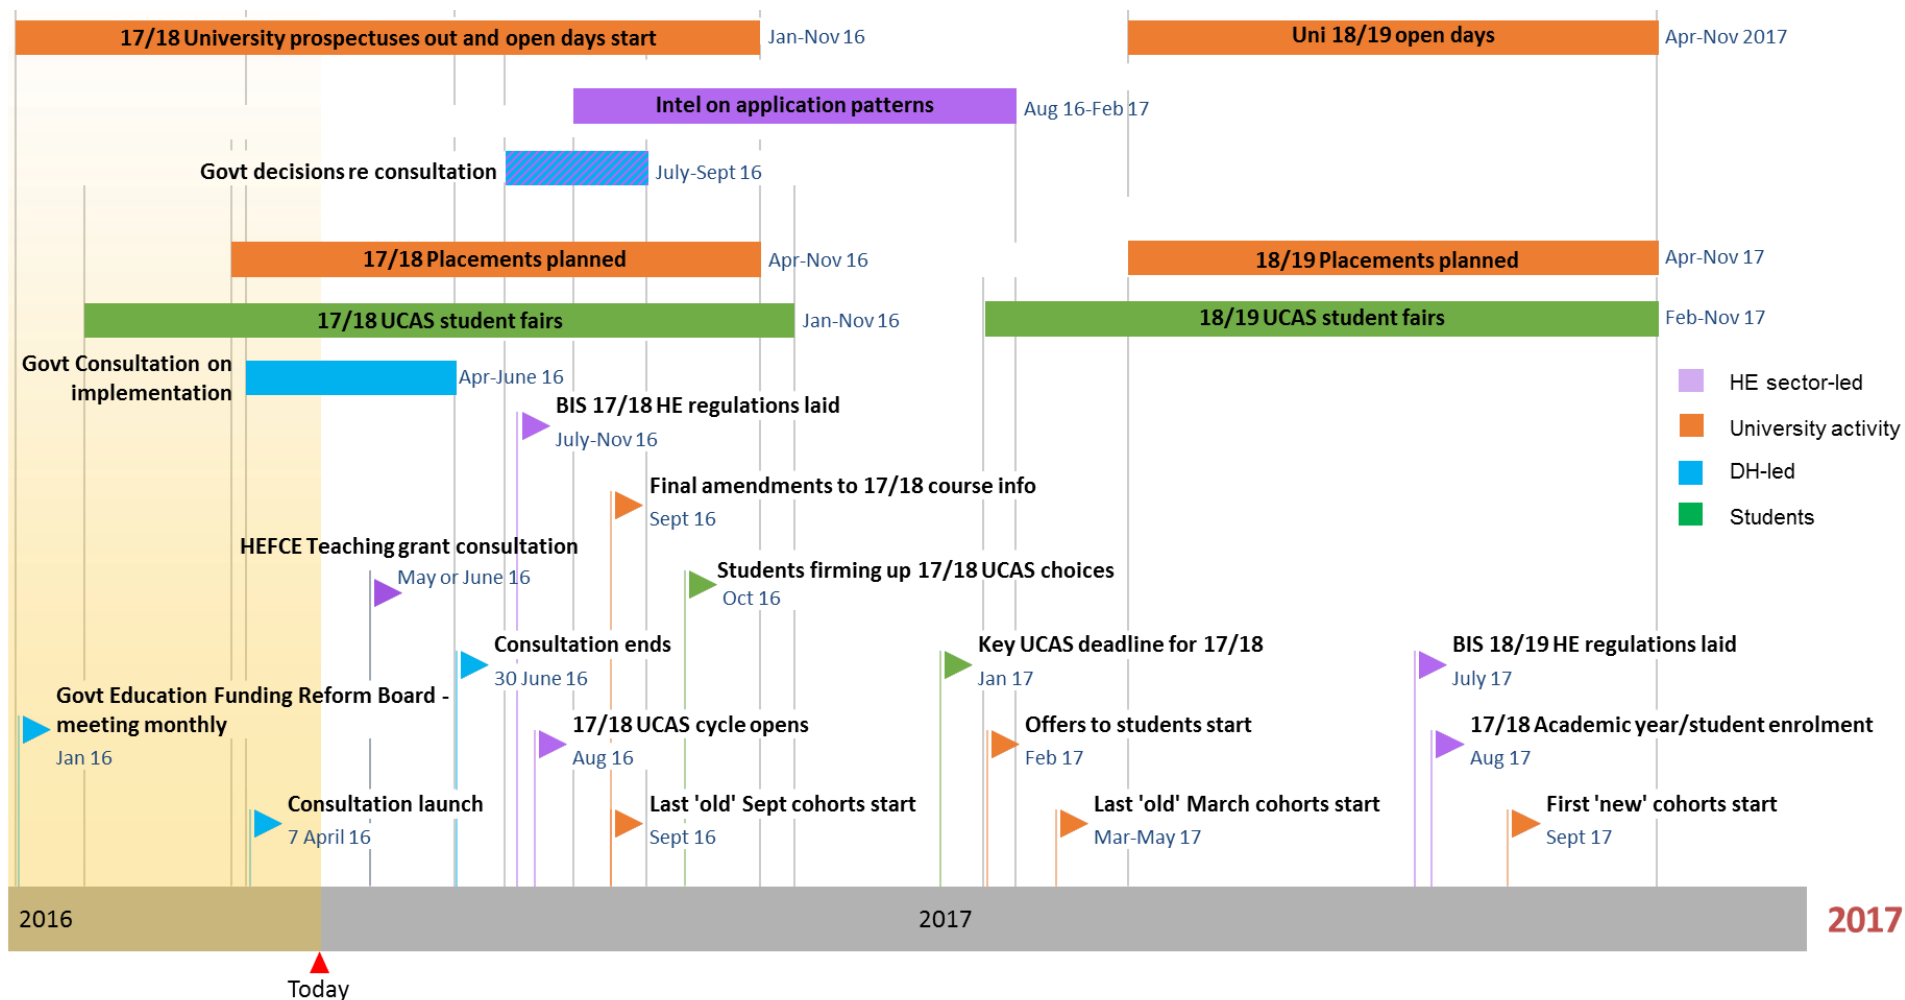 17/18 University prospectuses out and open days start
Jan-Nov 16
Uni 18/19 open days
Apr-Nov 2017
Intel on application patterns
Aug 16-Feb 17
Govt decisions re consultation
July-Sept 16
17/18 Placements planned
Apr-Nov 16
18/19 Placements planned
Apr-Nov 17
17/18 UCAS student fairs
Jan-Nov 16
18/19 UCAS student fairs
Feb-Nov 17
Govt Consultation on
implementation
Apr-June 16
HE sector-led
University activity
DH-led
Students
BIS 17/18 HE regulations laid
July-Nov 16
Final amendments to 17/18 course info
Sept 16
HEFCE Teaching grant consultation
May or June 16
Students firming up 17/18 UCAS choices
Oct 16
Consultation ends
30 June 16
Key UCAS deadline for 17/18
Jan 17
BIS 18/19 HE regulations laid
July 17
Govt Education Funding Reform Board -
meeting monthly
Jan 16
17/18 UCAS cycle opens
Aug 16
Offers to students start
Feb 17
17/18 Academic year/student enrolment
Aug 17
Consultation launch
7 April 16
Last 'old' Sept cohorts start
Sept 16
Last 'old' March cohorts start
Mar-May 17
First 'new' cohorts start
Sept 17
2016
2017
2017
Today